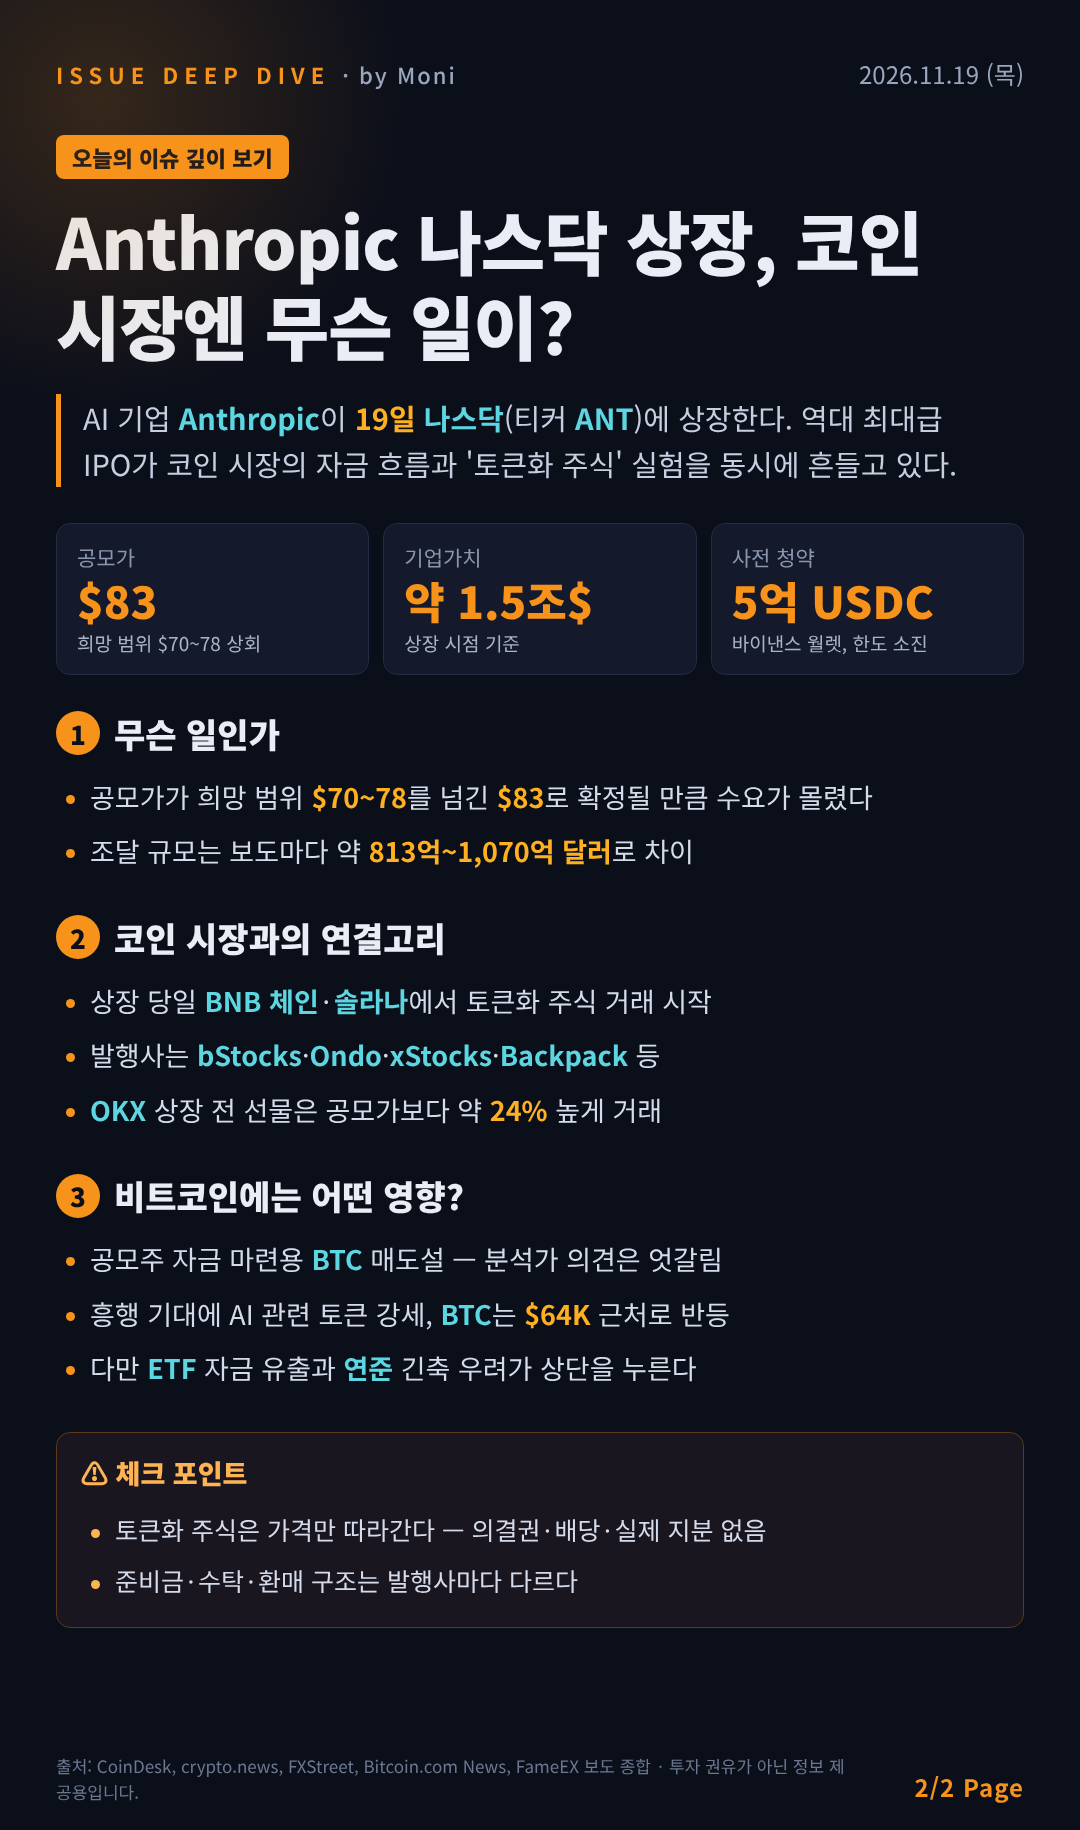 ISSUE DEEP DIVE · by Moni
2026.11.19 (목)
오늘의 이슈 깊이 보기
Anthropic 나스닥 상장, 코인
시장엔 무슨 일이?
AI 기업 Anthropic이 19일 나스닥(티커 ANT)에 상장한다. 역대 최대급
IPO가 코인 시장의 자금 흐름과 '토큰화 주식' 실험을 동시에 흔들고 있다.
공모가
$83
희망 범위 $70~78 상회
기업가치
약 1.5조$
상장 시점 기준
사전 청약
5억 USDC
바이낸스 월렛, 한도 소진
1 무슨 일인가
• 공모가가 희망 범위 $70~78를 넘긴 $83로 확정될 만큼 수요가 몰렸다
• 조달 규모는 보도마다 약 813억~1,070억 달러로 차이
2 코인 시장과의 연결고리
• 상장 당일 BNB 체인·솔라나에서 토큰화 주식 거래 시작
• 발행사는 bStocks·Ondo·xStocks·Backpack 등
• OKX 상장 전 선물은 공모가보다 약 24% 높게 거래
3 비트코인에는 어떤 영향?
• 공모주 자금 마련용 BTC 매도설 — 분석가 의견은 엇갈림
• 흥행 기대에 AI 관련 토큰 강세, BTC는 $64K 근처로 반등
• 다만 ETF 자금 유출과 연준 긴축 우려가 상단을 누른다
⚠ 체크 포인트
• 토큰화 주식은 가격만 따라간다 — 의결권·배당·실제 지분 없음
• 준비금·수탁·환매 구조는 발행사마다 다르다
출처: CoinDesk, crypto.news, FXStreet, Bitcoin.com News, FameEX 보도 종합 · 투자 권유가 아닌 정보 제
공용입니다.
2/2 Page